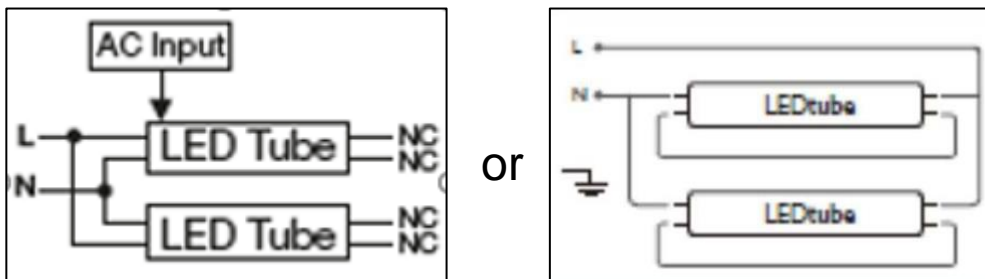 AC Input
L
LED Tube
NC
NC
N
LED Tube
NC
NC
or
L
N
LEDtube
LEDtube